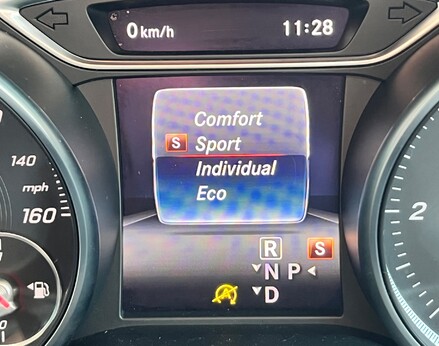 0 km/h 11:28
Comfort
S Sport
Individual
Eco
140
mph
160
2
R S
N P
A
D